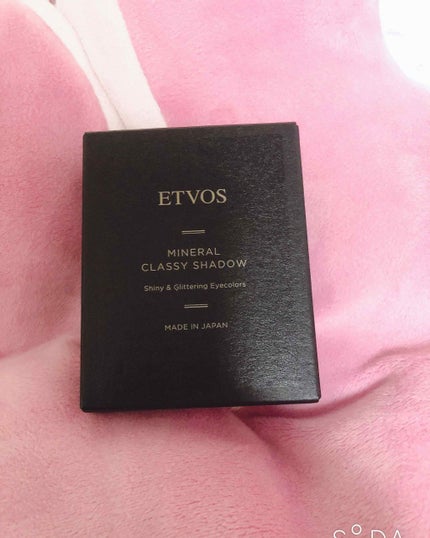 ETVOS
MINERAL
CLASSY SHADOW
Shiny & Glittering Eyecolors
MADE IN JAPAN